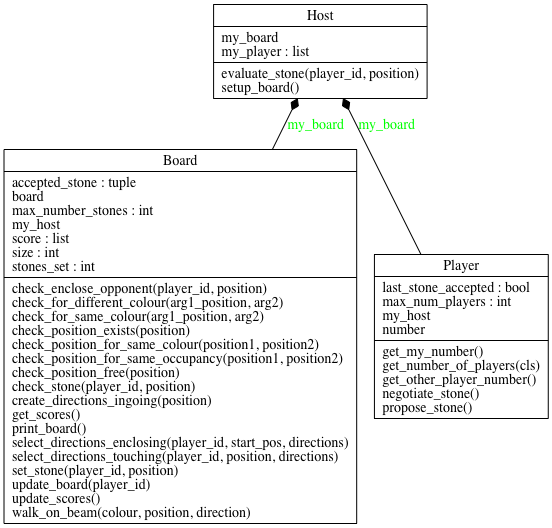 Host
my_board
my_player : list
evaluate_stone(player_id, position)
setup_board()
my_board
my_board
Board
accepted_stone : tuple
board
max_number_stones : int
my_host
score : list
size : int
stones_set : int
check_enclose_opponent(player_id, position)
check_for_different_colour(arg1_position, arg2)
check_for_same_colour(arg1_position, arg2)
check_position_exists(position)
check_position_for_same_colour(position1, position2)
check_position_for_same_occupancy(position1, position2)
check_position_free(position)
check_stone(player_id, position)
create_directions_ingoing(position)
get_scores()
print_board()
select_directions_enclosing(player_id, start_pos, directions)
select_directions_touching(player_id, position, directions)
set_stone(player_id, position)
update_board(player_id)
update_scores()
walk_on_beam(colour, position, direction)
Player
last_stone_accepted : bool
max_num_players : int
my_host
number
get_my_number()
get_number_of_players(cls)
get_other_player_number()
negotiate_stone()
propose_stone()